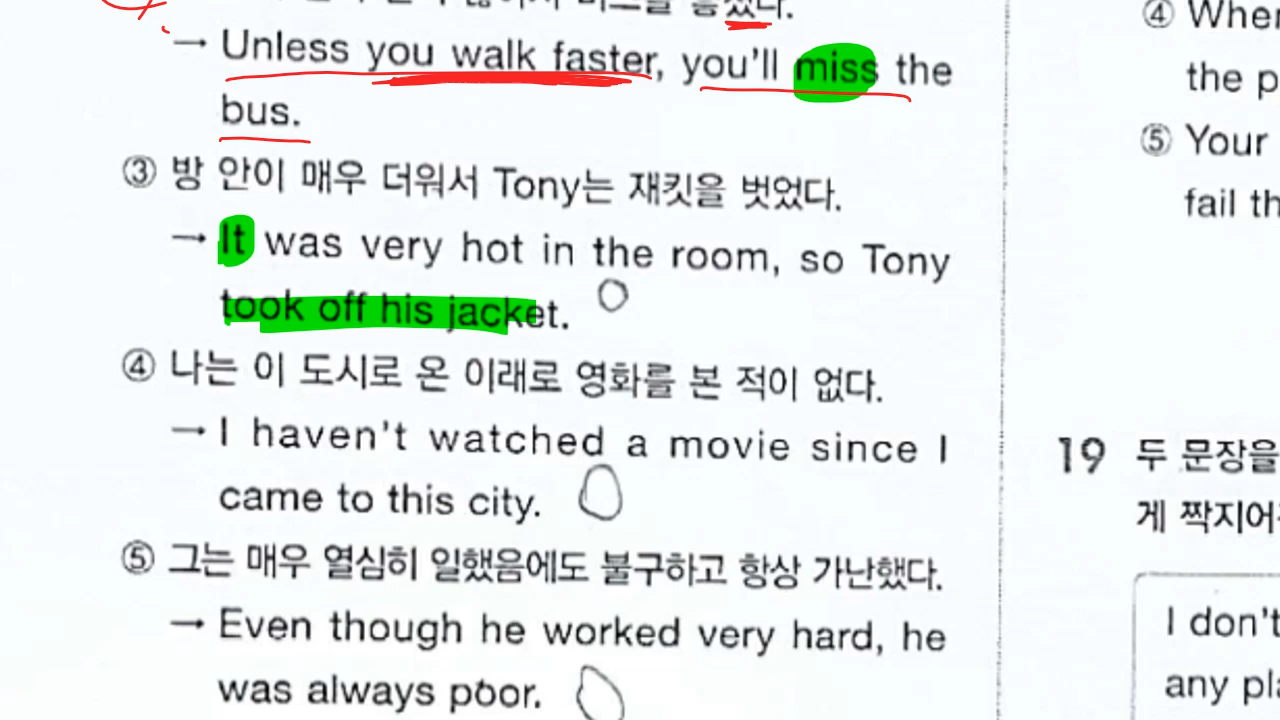 → Unless you walk faster, you'll miss the
bus.
③ 방 안이 매우 더워서 Tony는 재킷을 벗었다.
→ It was very hot in the room, so Tony
took off his jacket.
④ 나는 이 도시로 온 이래로 영화를 본 적이 없다.
→ I haven't watched a movie since I
came to this city.
⑤ 그는 매우 열심히 일했음에도 불구하고 항상 가난했다.
→ Even though he worked very hard, he
was always poor.
④
the p
⑤ Your
fail th
19 두 문장을
게 짝지어
I don't
any